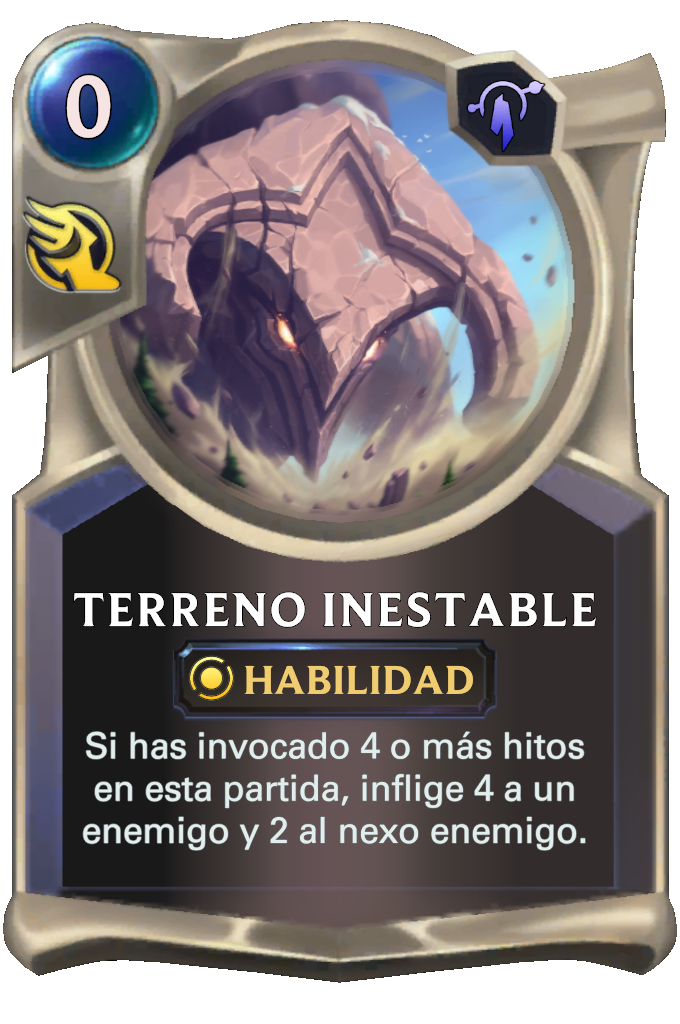 0
TERRENO INESTABLE
HABILIDAD
Si has invocado 4 o más hitos
en esta partida, inflige 4 a un
enemigo y 2 al nexo enemigo.